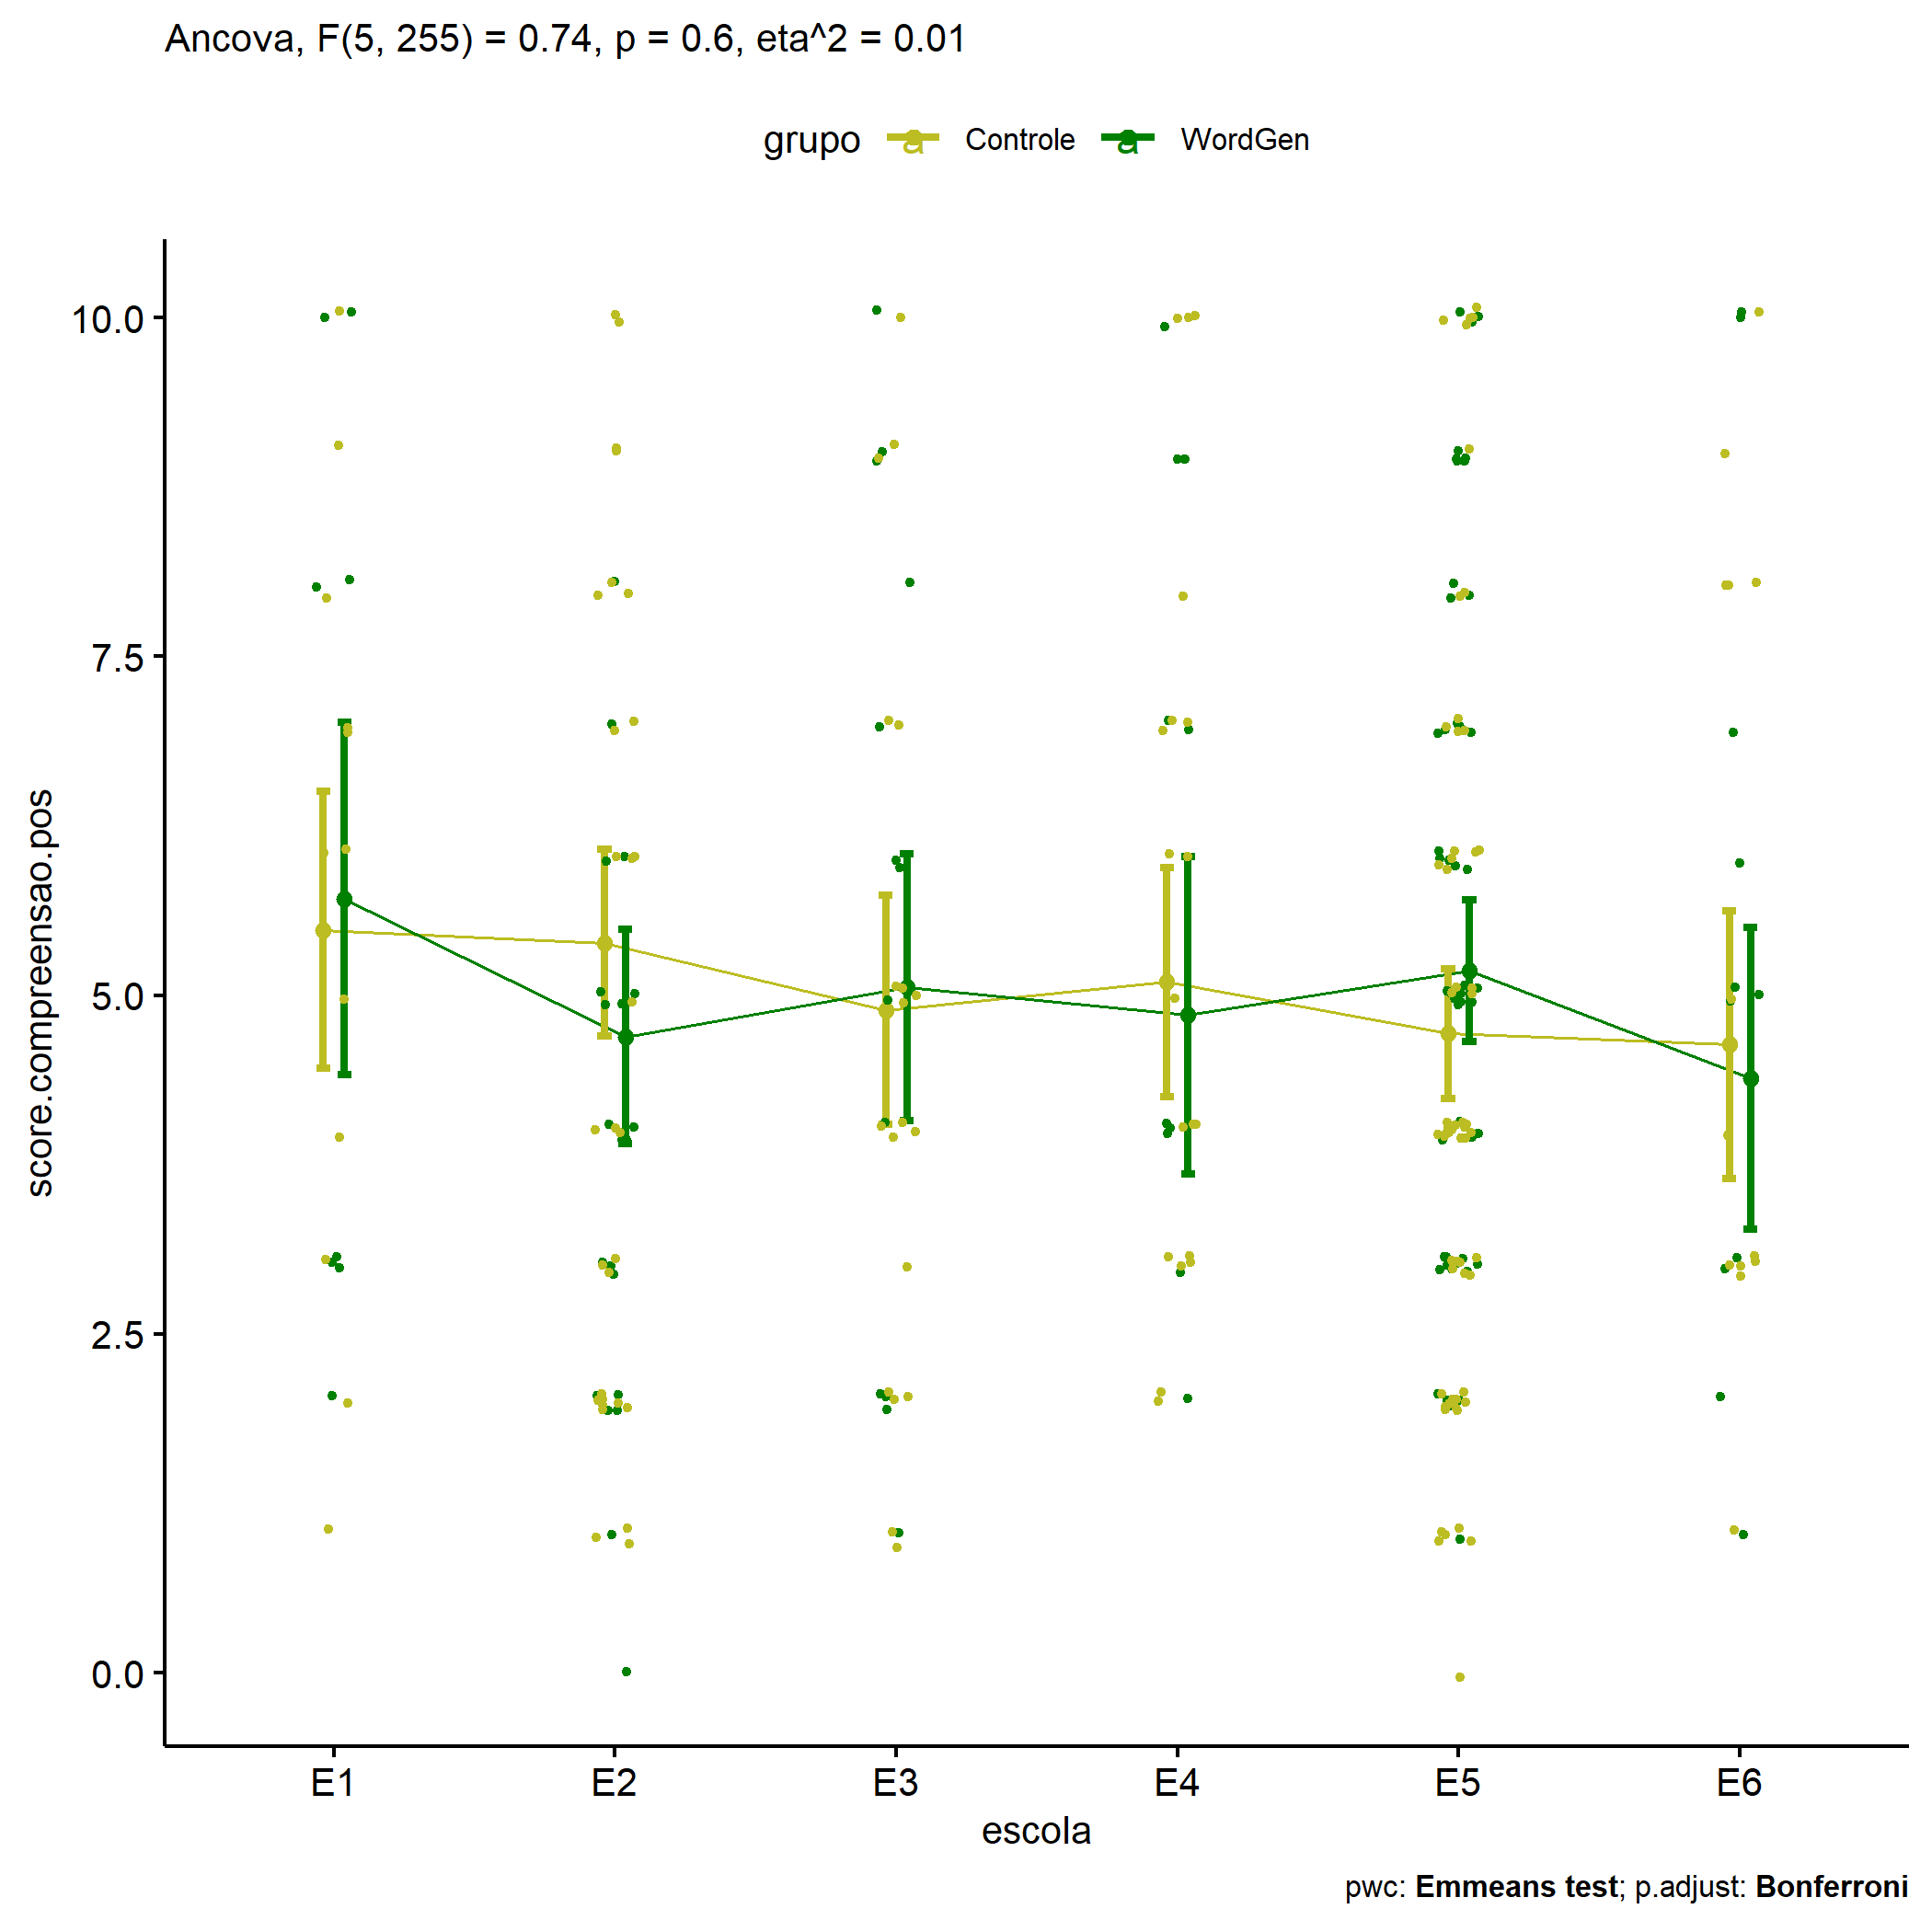 Ancova, F(5, 255) = 0.74, p = 0.6, eta^2 = 0.01
grupo a Controle a WordGen
10.0
7.5
5.0
2.5
0.0
score.compreensao.pos
E1 E2 E3 E4 E5 E6
escola
pwc: Emmeans test; p.adjust: Bonferroni